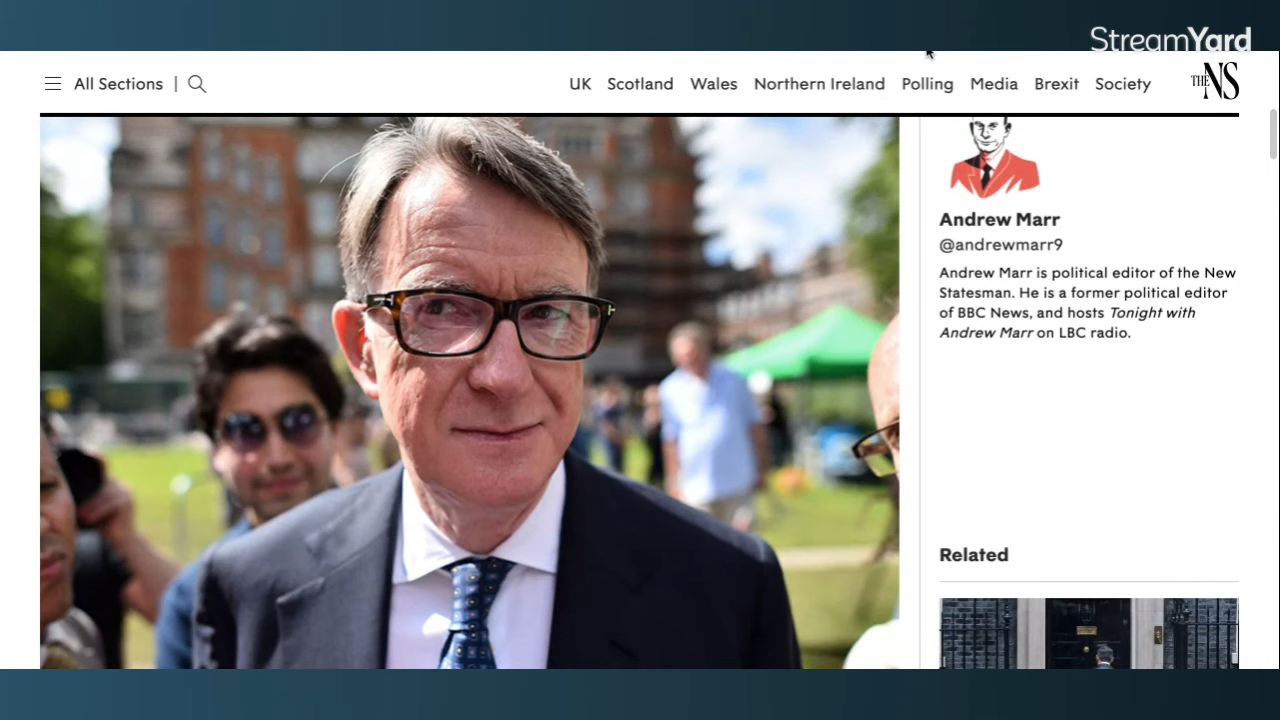 StreamYard
All Sections | UK Scotland Wales Northern Ireland Polling Media Brexit Society THE NS
Andrew Marr
@andrewmarr9
Andrew Marr is political editor of the New
Statesman. He is a former political editor
of BBC News, and hosts Tonight with
Andrew Marr on LBC radio.
Related